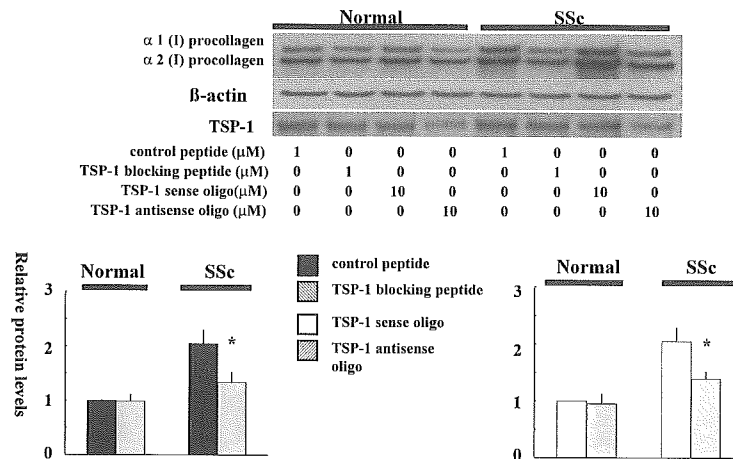 Normal SSc
α 1 (I) procollagen
α 2 (I) procollagen
ß-actin
TSP-1
control peptide (μM) 1 0 0 0 1 0 0 0
TSP-1 blocking peptide (μM) 0 1 0 0 0 1 0 0
TSP-1 sense oligo(μM) 0 0 10 0 0 0 10 0
TSP-1 antisense oligo (μM) 0 0 0 10 0 0 0 10
Relative protein levels
Normal SSc
3
2
1
0
*
control peptide
TSP-1 blocking peptide
TSP-1 sense oligo
TSP-1 antisense
oligo
Normal SSc
3
2
1
0
*